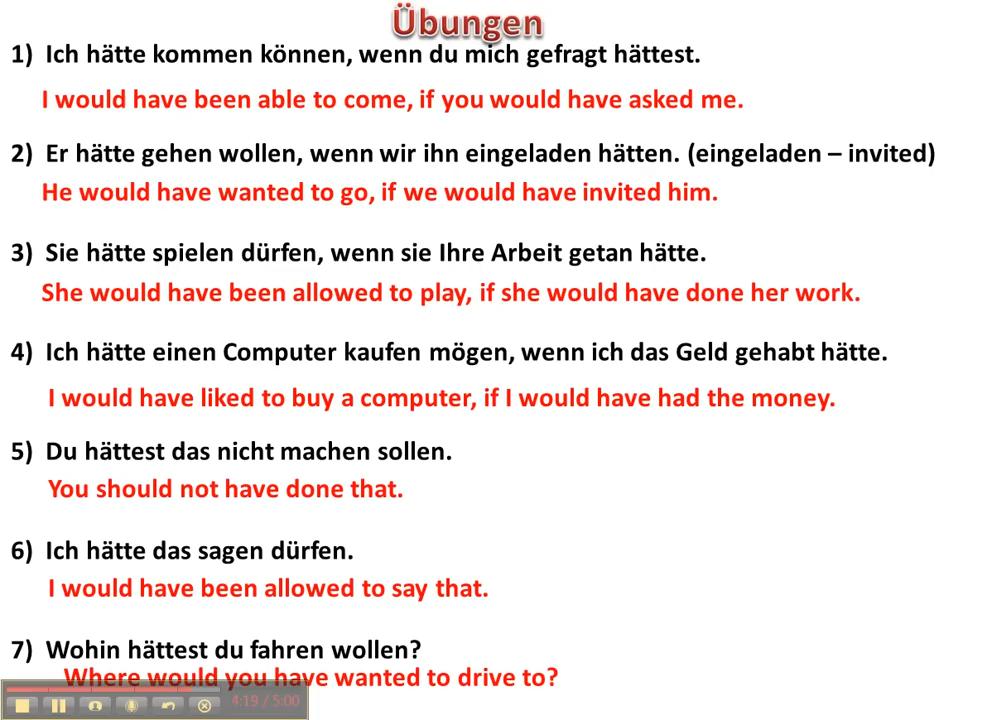 Übungen
1) Ich hätte kommen können, wenn du mich gefragt hättest.
I would have been able to come, if you would have asked me.
2) Er hätte gehen wollen, wenn wir ihn eingeladen hätten. (eingeladen – invited)
He would have wanted to go, if we would have invited him.
3) Sie hätte spielen dürfen, wenn sie Ihre Arbeit getan hätte.
She would have been allowed to play, if she would have done her work.
4) Ich hätte einen Computer kaufen mögen, wenn ich das Geld gehabt hätte.
I would have liked to buy a computer, if I would have had the money.
5) Du hättest das nicht machen sollen.
You should not have done that.
6) Ich hätte das sagen dürfen.
I would have been allowed to say that.
7) Wohin hättest du fahren wollen?
Where would you have wanted to drive to?
4:19 / 5:00